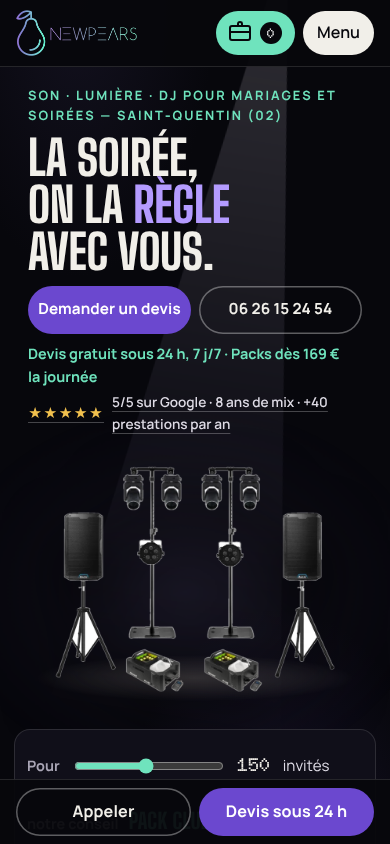 NEWPEARS
0
Menu
SON · LUMIÈRE · DJ POUR MARIAGES ET
SOIRÉES — SAINT-QUENTIN (02)
LA SOIRÉE,
ON LA RÈGLE
AVEC VOUS.
Demander un devis
06 26 15 24 54
Devis gratuit sous 24 h, 7 j/7 · Packs dès 169 €
la journée
★★★★★
5/5 sur Google · 8 ans de mix · +40
prestations par an
Pour
150
invités
notre conseil
PACK
Appeler
Devis sous 24 h